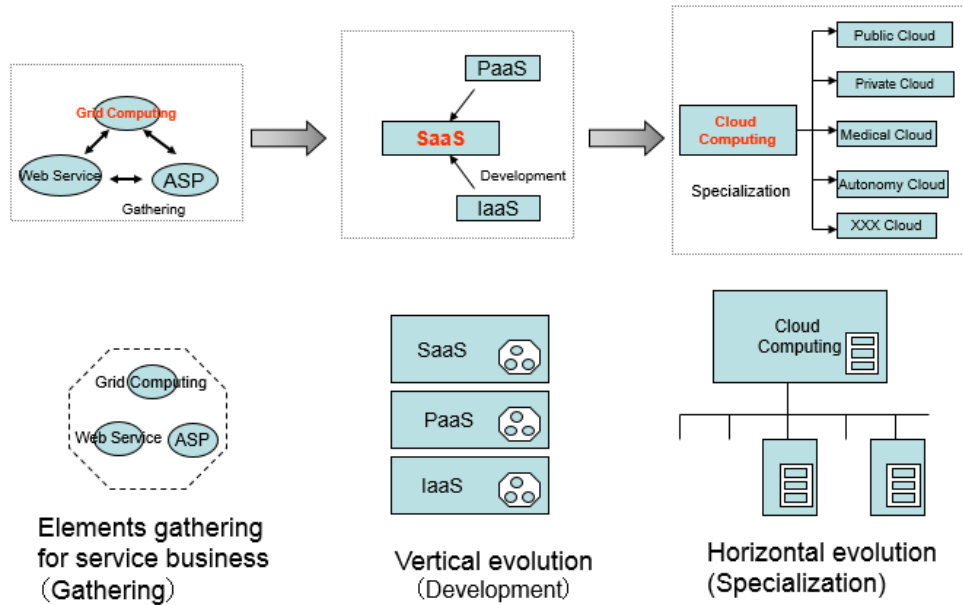 Grid Computing
Web Service
ASP
Gathering
PaaS
SaaS
Development
IaaS
Cloud
Computing
Specialization
Public Cloud
Private Cloud
Medical Cloud
Autonomy Cloud
XXX Cloud
Grid Computing
Web Service
ASP
Elements gathering
for service business
（Gathering）
SaaS
PaaS
IaaS
Vertical evolution
（Development）
Cloud
Computing
Horizontal evolution
(Specialization)